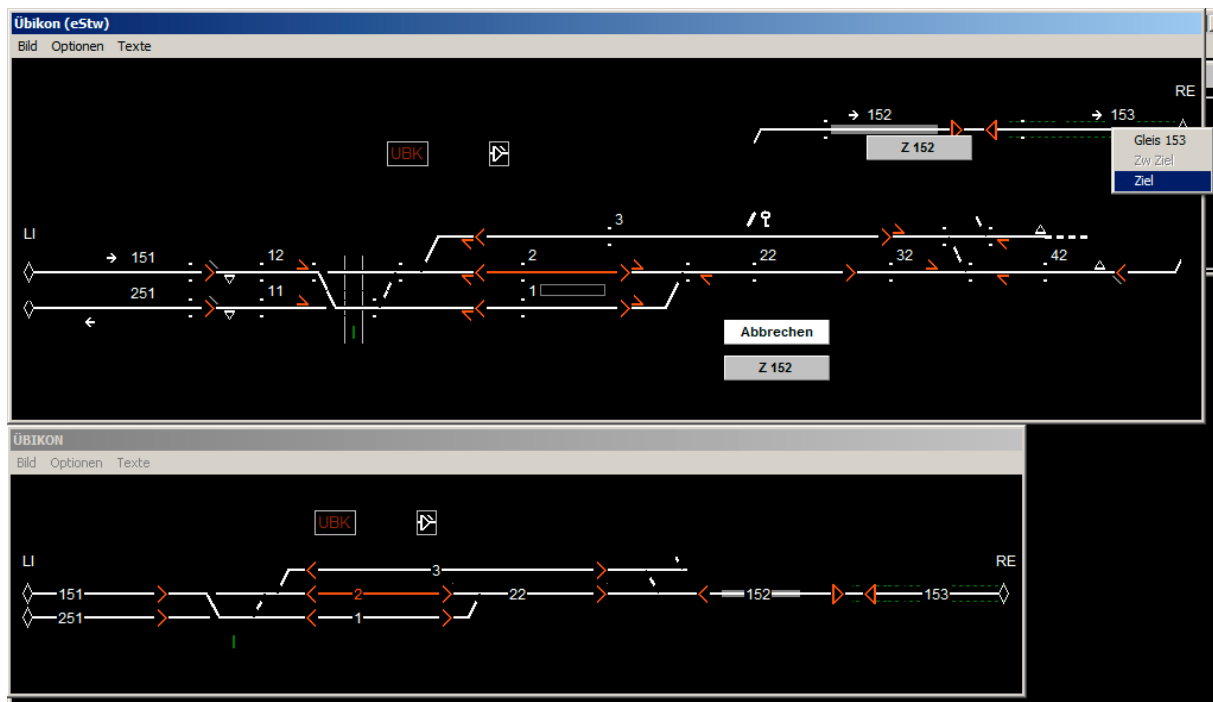 Übikon (eStw)
Bild Optionen Texte
RE
152 153
UBK
Z 152
Gleis 153
Zw Ziel
Ziel
LI
3
151 12 2 22 32 42
251 11 1
Abbrechen
Z 152
ÜBIKON
Bild Optionen Texte
UBK
LI RE
3
151 2 22 152 153
251 1